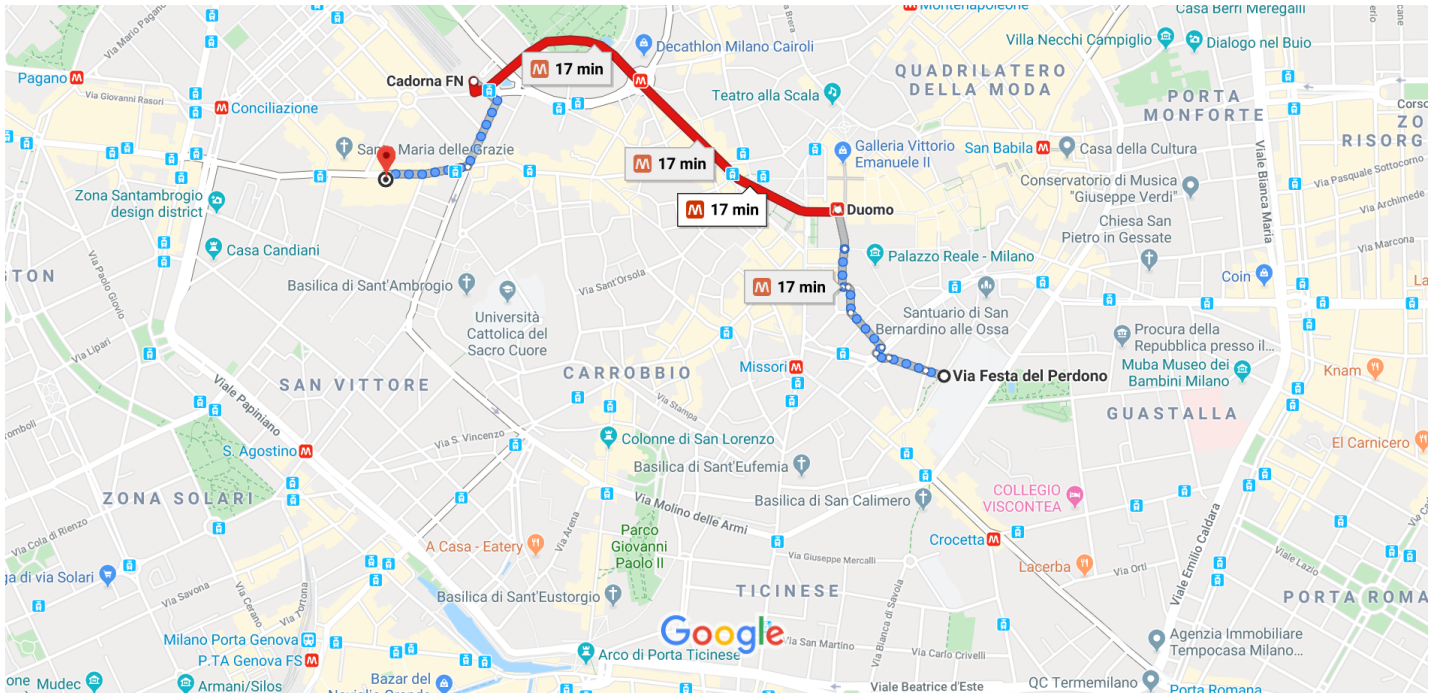 Montenapoleone
Casa Berri Meregalli
Via Mario Pagano
Decathlon Milano Cairoli
Villa Necchi Campiglio
Dialogo nel Buio
M 17 min
Pagano M
Cadorna FN
QUADRILATERO
DELLA MODA
Via Giovanni Rasori
M Conciliazione
Teatro alla Scala
PORTA
MONFORTE
Corso
ZO
RISORG
Santa Maria delle Grazie
M 17 min
Galleria Vittorio
Emanuele II
San Babila M
Casa della Cultura
Viale Bianca Maria
Via Pasquale Sottocorno
Zona Santambrogio
design district
M 17 min
Duomo
Conservatorio di Musica
"Giuseppe Verdi"
Via Archimede
Chiesa San
Pietro in Gessate
Casa Candiani
Palazzo Reale - Milano
Via Marcona
NGTON
Via Paolo Giovio
Basilica di Sant'Ambrogio
Via Sant'Orsola
M 17 min
Coin
La
Università
Cattolica del
Sacro Cuore
Santuario di San
Bernardino alle Ossa
Procura della
Repubblica presso il...
Via Lipari
Missori M
Via Festa del Perdono
Muba Museo dei
Bambini Milano
Knam
SAN VITTORE
CARROBBIO
Viale Papiniano
Via Stampa
GUASTALLA
Via S. Vincenzo
Colonne di San Lorenzo
El Carnicero
S. Agostino M
Basilica di Sant'Eufemia
ZONA SOLARI
Basilica di San Calimero
COLLEGIO
VISCONTEA
Via Molino delle Armi
Via Cola di Rienzo
Via Arena
A Casa - Eatery
Parco
Giovanni
Paolo II
Crocetta M
Viale Emilio Caldara
Via Giuseppe Mercalli
Lacerba
Via Orti
Viale Lazio
ga di via Solari
Via Savona
Via Cerano
Via Tortona
Basilica di Sant'Eustorgio
TICINESE
Via Bianca di Savoia
PORTA ROMA
Google
Milano Porta Genova
P.TA Genova FS M
Arco di Porta Ticinese
Via San Martino
Via Carlo Crivelli
Agenzia Immobiliare
Tempocasa Milano...
one Mudec
Armani/Silos
Bazar del
Viale Beatrice d'Este
QC Termemilano
Porta Romana